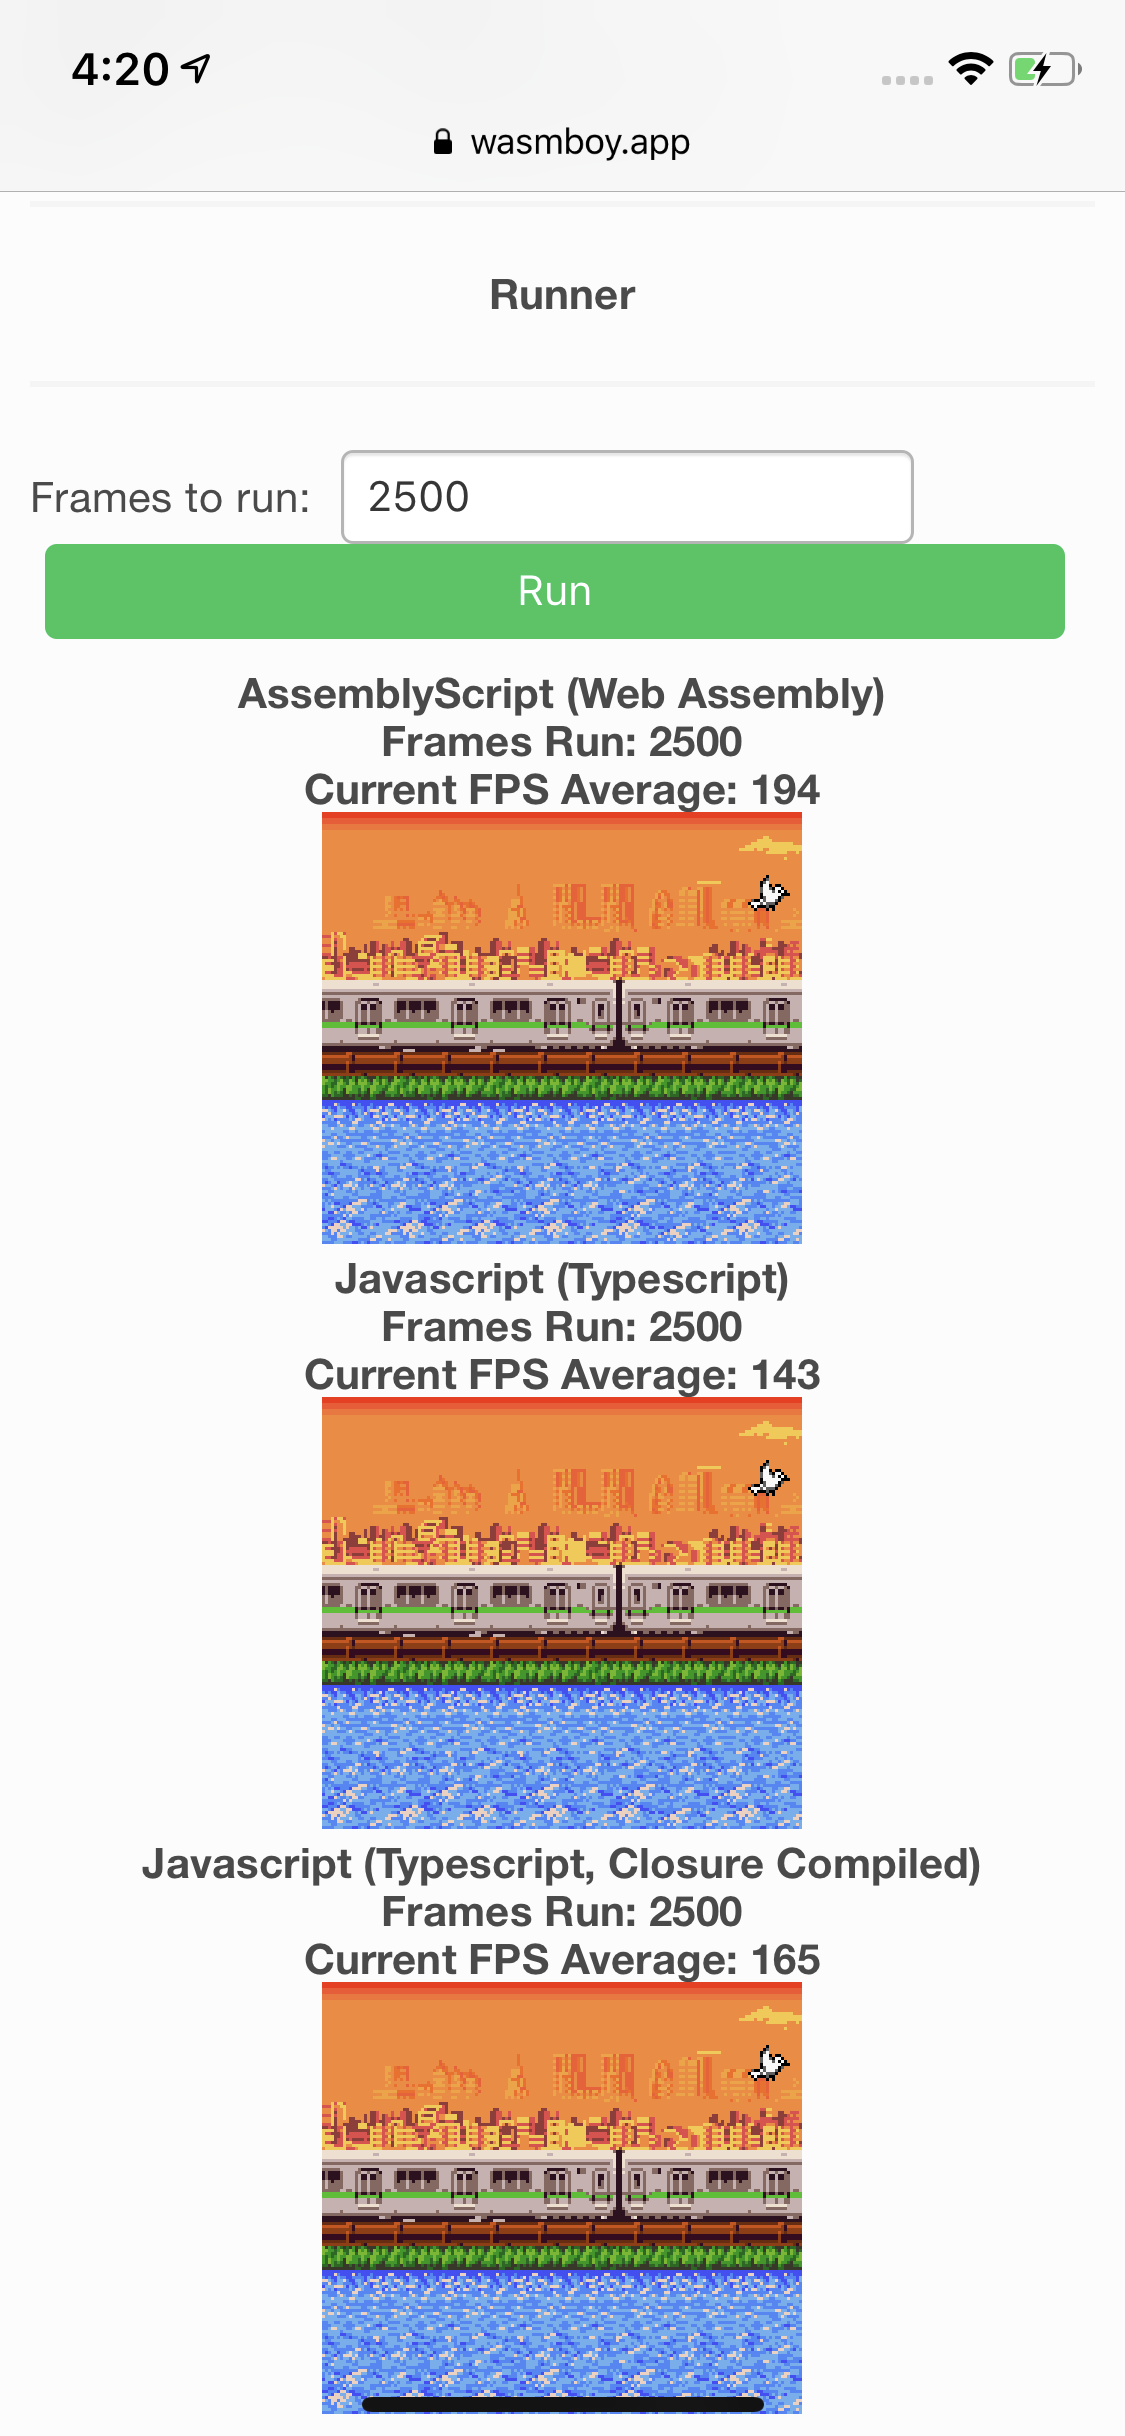 4:20
wasmboy.app
Runner
Frames to run: 2500
Run
AssemblyScript (Web Assembly)
Frames Run: 2500
Current FPS Average: 194
Javascript (Typescript)
Frames Run: 2500
Current FPS Average: 143
Javascript (Typescript, Closure Compiled)
Frames Run: 2500
Current FPS Average: 165